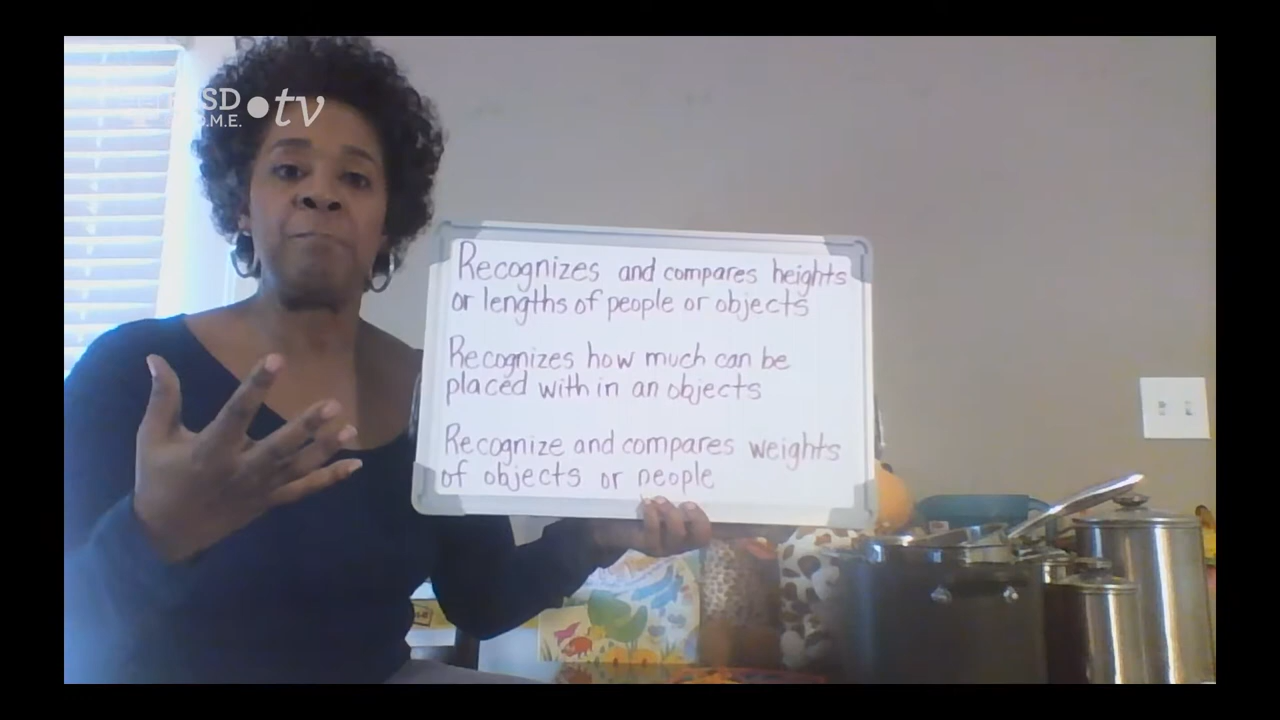 SD
.M.E.
tv
Recognizes and compares heights
or lengths of people or objects
Recognizes how much can be
placed with in an objects
Recognize and compares weights
of objects or people